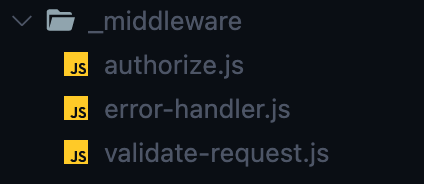 _middleware
JS authorize.js
JS error-handler.js
JS validate-request.js